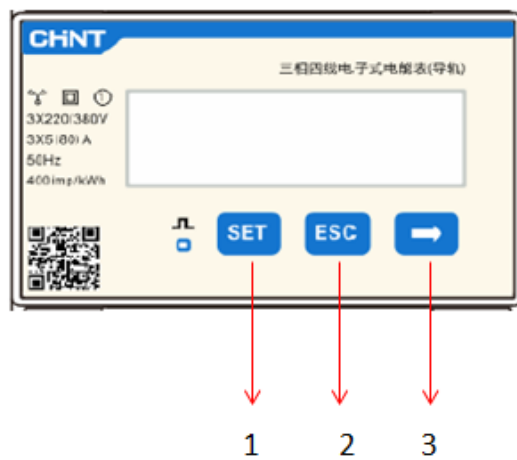 CHNT
三相四线电子式电能表(导轨)
3X220/380V
3X5(80)A
50Hz
400imp/kWh
SET
ESC
1
2
3